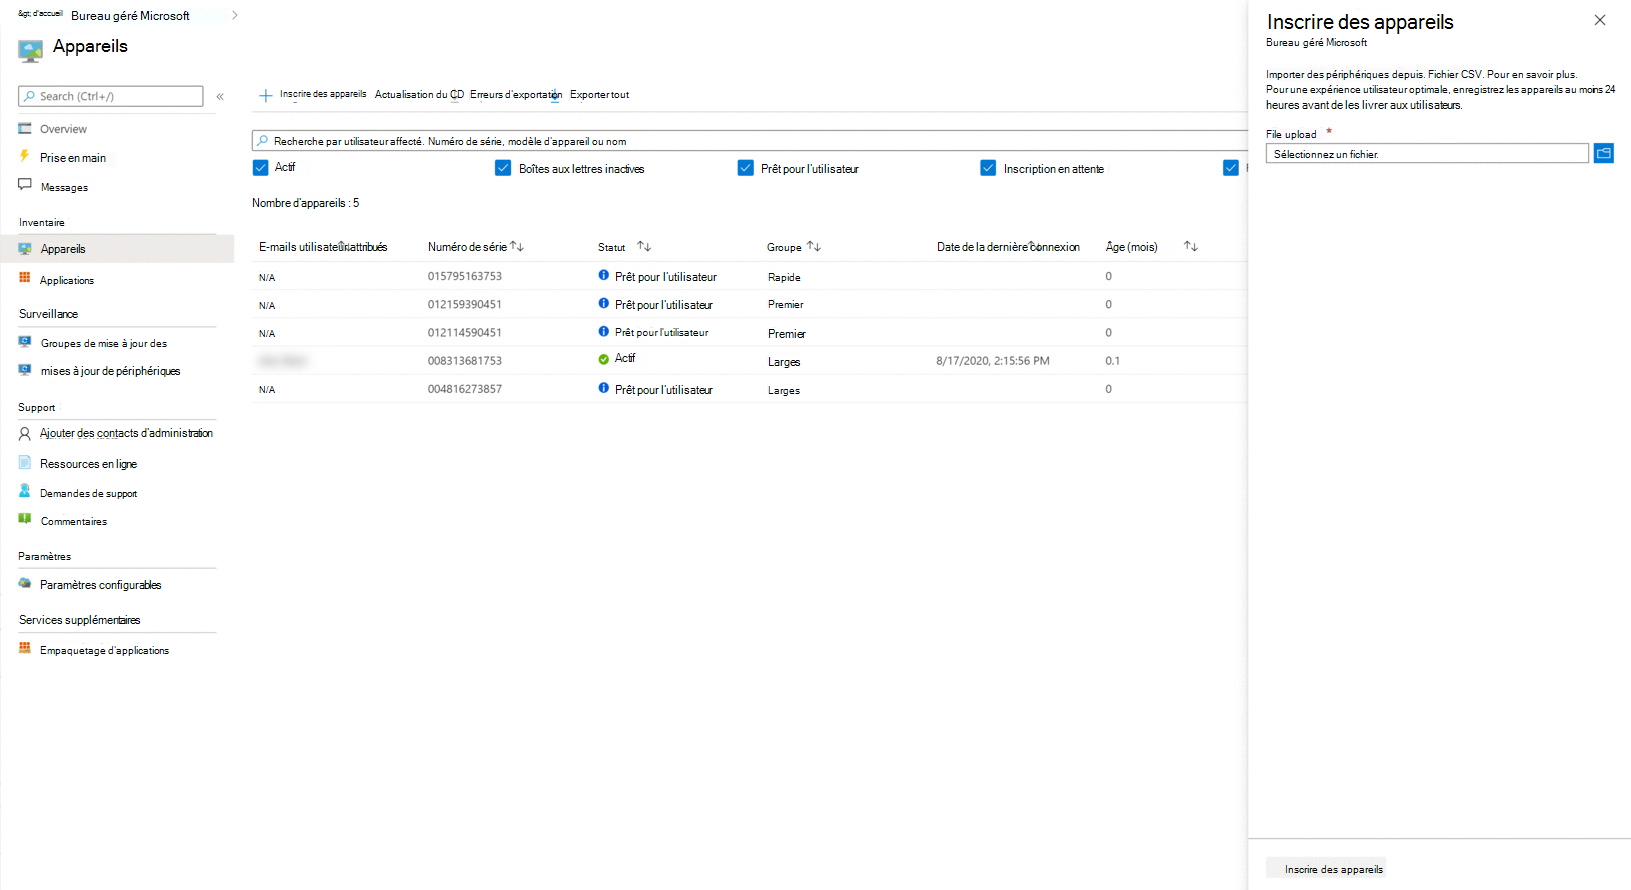 &gt; d'accueil Bureau géré Microsoft
Appareils
Search (Ctrl+/)
Overview
Prise en main
Messages
Inventaire
Appareils
Applications
Surveillance
Groupes de mise à jour des
mises à jour de périphériques
Support
Ajouter des contacts d'administration
Ressources en ligne
Demandes de support
Commentaires
Paramètres
Paramètres configurables
Services supplémentaires
Empaquetage d'applications
Inscrire des appareils Actualisation du CD Erreurs d'exportation Exporter tout
Recherche par utilisateur affecté. Numéro de série, modèle d'appareil ou nom
Actif Boîtes aux lettres inactives Prêt pour l'utilisateur Inscription en attente
Nombre d'appareils : 5
E-mails utilisateur attribués Numéro de série Statut Groupe Date de la dernière connexion Âge (mois)
N/A 015795163753 Prêt pour l'utilisateur Rapide 0
N/A 012159390451 Prêt pour l'utilisateur Premier 0
N/A 012114590451 Prêt pour l'utilisateur Premier 0
008313681753 Actif Larges 8/17/2020, 2:15:56 PM 0.1
N/A 004816273857 Prêt pour l'utilisateur Larges 0
Inscrire des appareils
Bureau géré Microsoft
Importer des périphériques depuis. Fichier CSV. Pour en savoir plus.
Pour une expérience utilisateur optimale, enregistrez les appareils au moins 24
heures avant de les livrer aux utilisateurs.
File upload *
Sélectionnez un fichier.
Inscrire des appareils